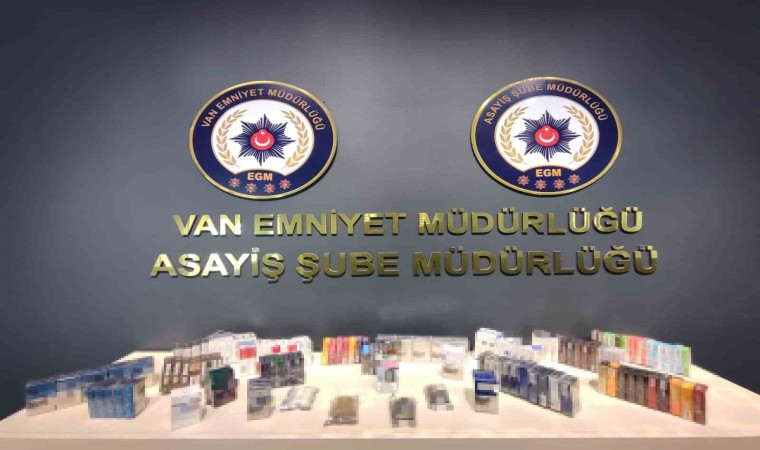 VAN EMNİYET MÜDÜRLÜĞÜ
EGM
ASAYİŞ ŞUBE MÜDÜRLÜĞÜ
EGM
VAN EMNİYET MÜDÜRLÜĞÜ
ASAYİŞ ŞUBE MÜDÜRLÜĞÜ